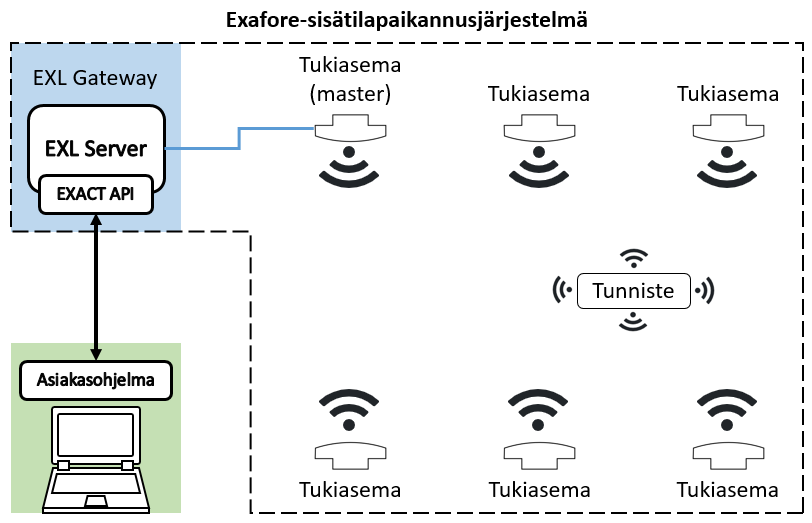 Exafore-sisätilapaikannusjärjestelmä
EXL Gateway
EXL Server
EXACT API
Tukiasema
(master)
Tukiasema
Tukiasema
Tunniste
Asiakasohjelma
Tukiasema
Tukiasema
Tukiasema